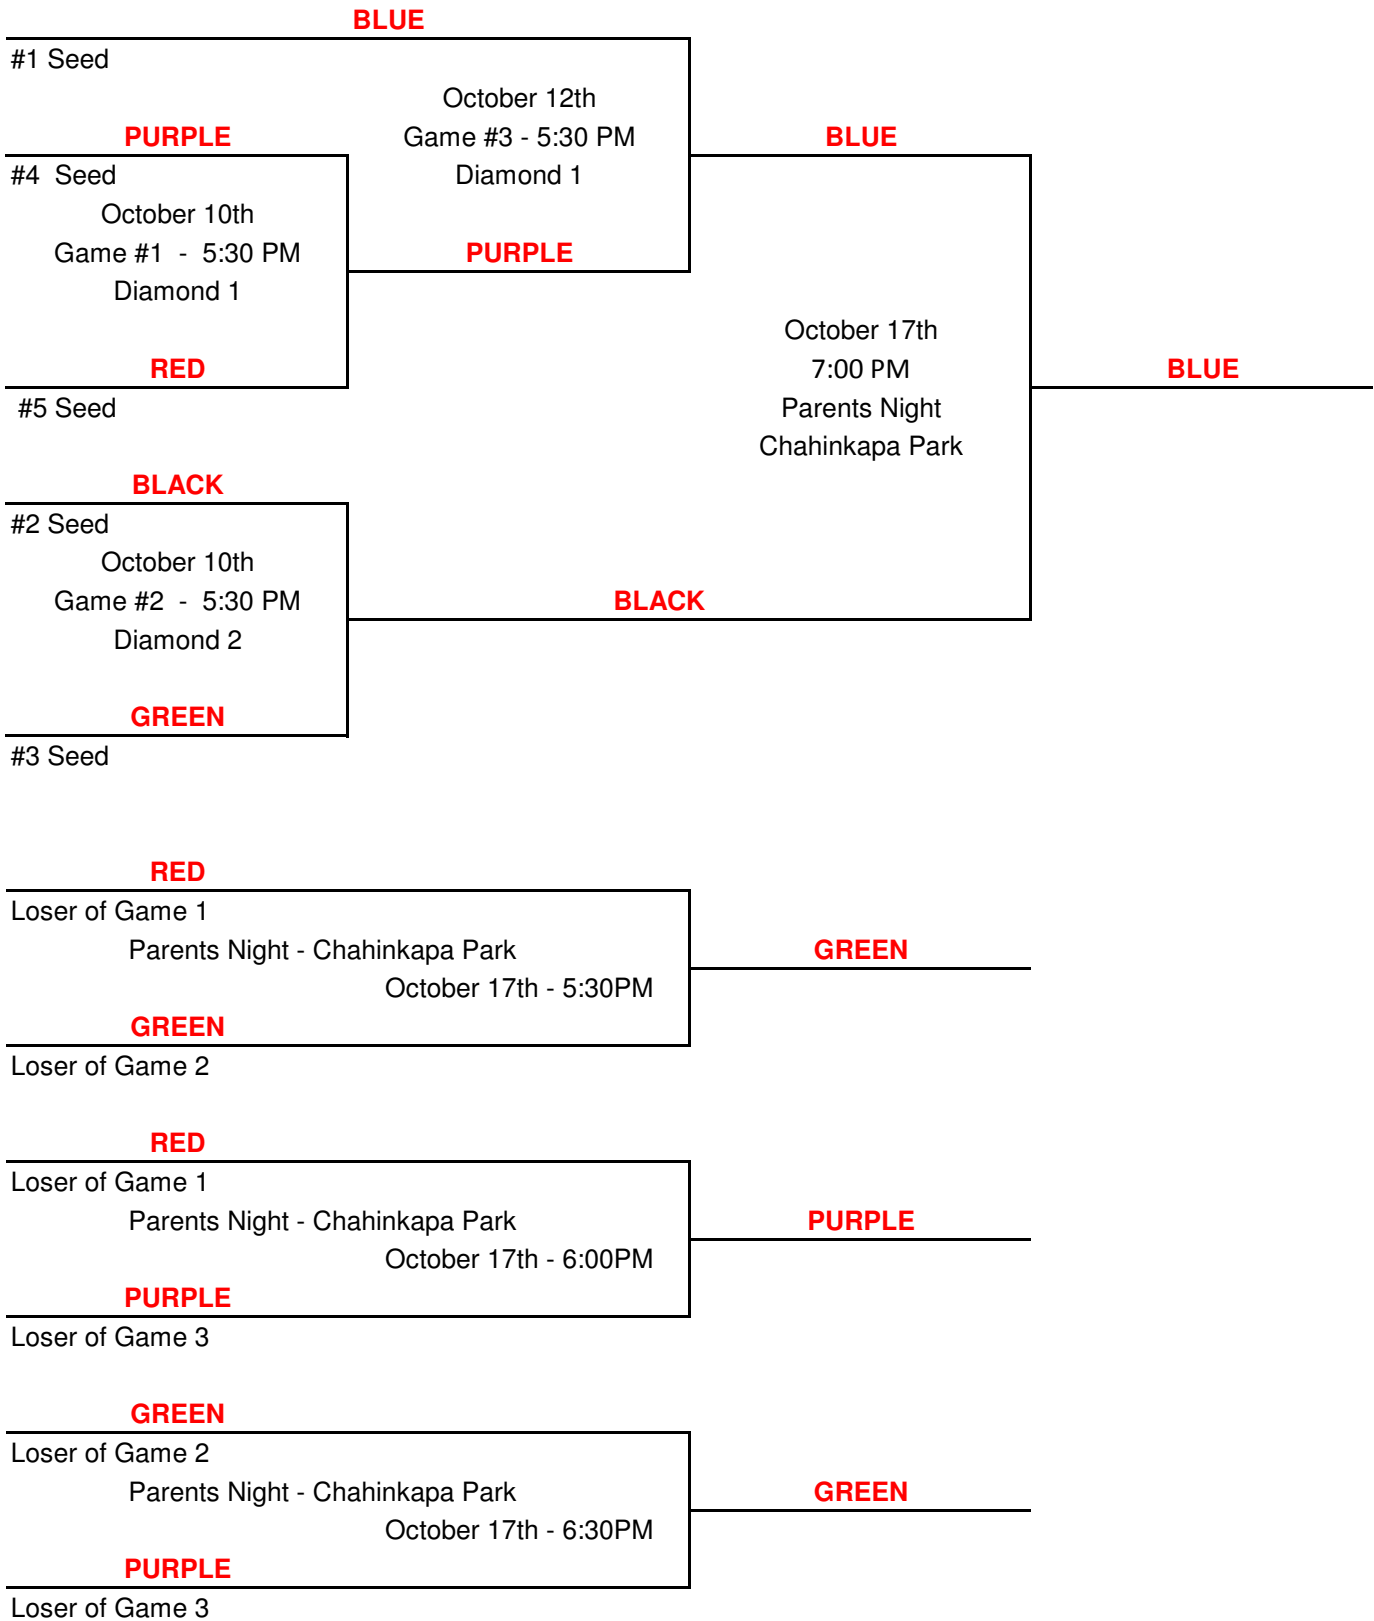 BLUE
#1 Seed
October 12th
PURPLE
Game #3 - 5:30 PM
BLUE
#4  Seed
Diamond 1
October 10th
Game #1  -  5:30 PM
PURPLE
Diamond 1
October 17th
RED
7:00 PM
BLUE
#5 Seed
Parents Night
Chahinkapa Park
BLACK
#2 Seed
October 10th
Game #2  -  5:30 PM
BLACK
Diamond 2
GREEN
#3 Seed
RED
Loser of Game 1
Parents Night - Chahinkapa Park
GREEN
October 17th - 5:30PM
GREEN
Loser of Game 2
RED
Loser of Game 1
Parents Night - Chahinkapa Park
PURPLE
October 17th - 6:00PM
PURPLE
Loser of Game 3
GREEN
Loser of Game 2
Parents Night - Chahinkapa Park
GREEN
October 17th - 6:30PM
PURPLE
Loser of Game 3